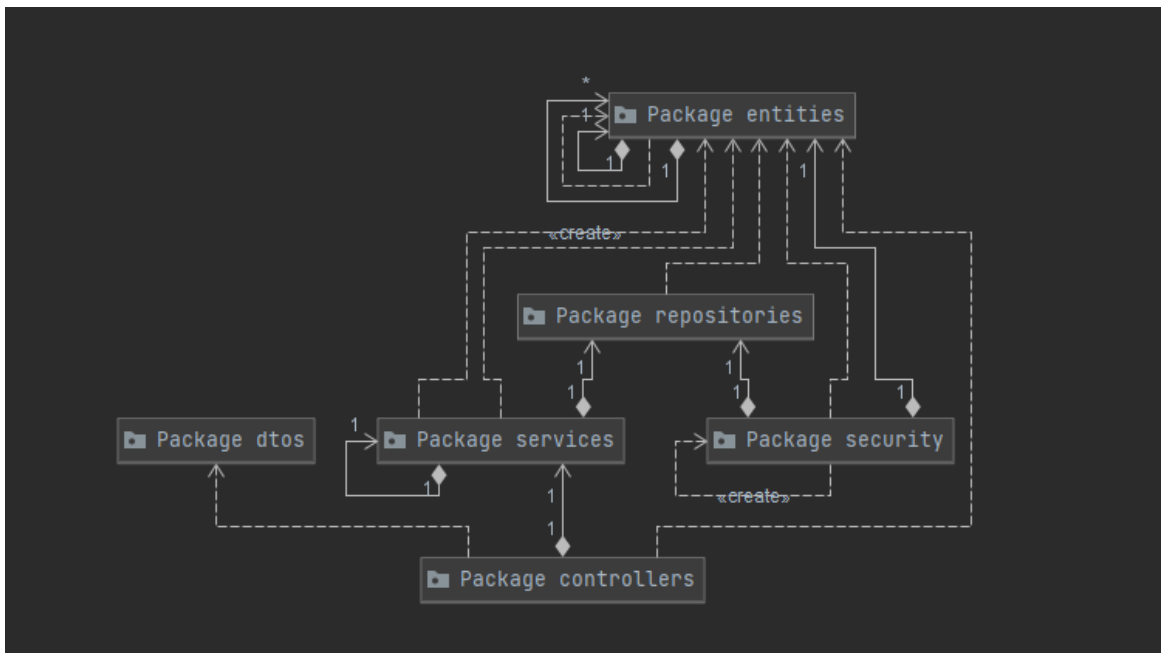 *
Package entities
1
1
1
1
«create»
Package repositories
1
1
1
1
1
1
Package dtos
Package services
Package security
1
«create»
1
1
Package controllers